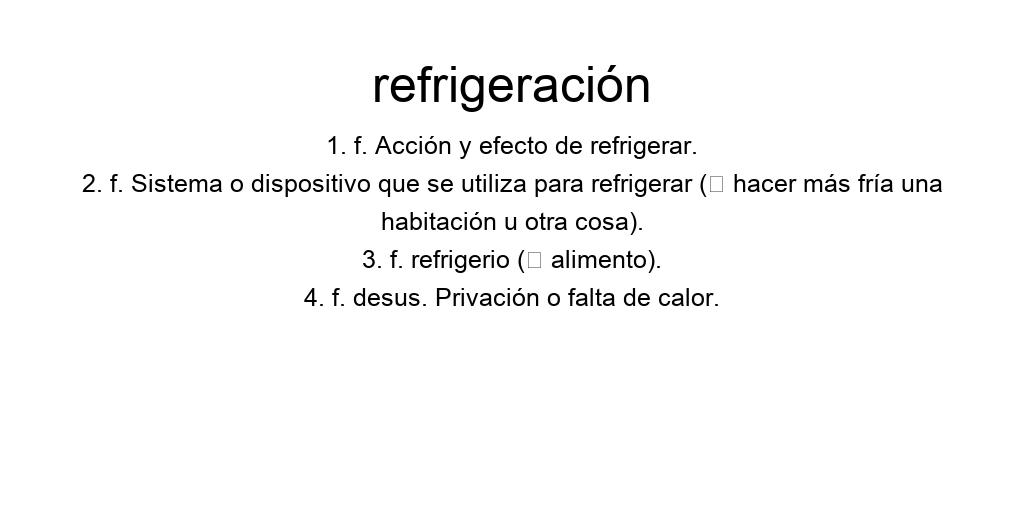 refrigeración
1. f. Acción y efecto de refrigerar.
2. f. Sistema o dispositivo que se utiliza para refrigerar (□ hacer más fría una
habitación u otra cosa).
3. f. refrigerio (□ alimento).
4. f. desus. Privación o falta de calor.